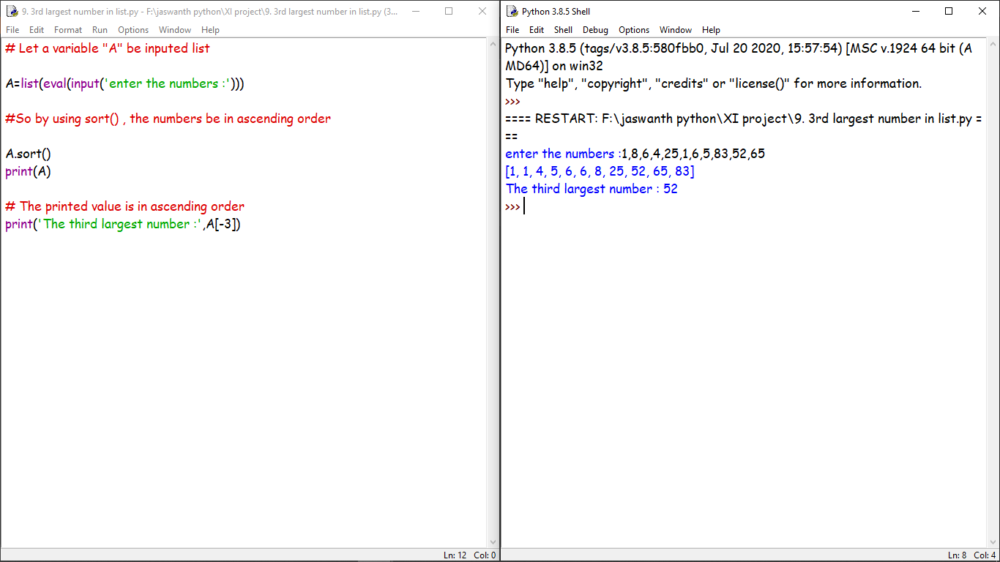 9. 3rd largest number in list.py - F:\jaswanth python\XI project\9. 3rd largest number in list.py (3...
File Edit Format Run Options Window Help
# Let a variable "A" be inputed list
A=list(eval(input('enter the numbers :')))
#So by using sort() , the numbers be in ascending order
A.sort()
print(A)
# The printed value is in ascending order
print('The third largest number :',A[-3])
Ln: 12 Col: 0
Python 3.8.5 Shell
File Edit Shell Debug Options Window Help
Python 3.8.5 (tags/v3.8.5:580fbb0, Jul 20 2020, 15:57:54) [MSC v.1924 64 bit (A
MD64)] on win32
Type "help", "copyright", "credits" or "license()" for more information.
>>>
==== RESTART: F:\jaswanth python\XI project\9. 3rd largest number in list.py =
==
enter the numbers :1,8,6,4,25,1,6,5,83,52,65
[1, 1, 4, 5, 6, 6, 8, 25, 52, 65, 83]
The third largest number : 52
>>>
Ln: 8 Col: 4